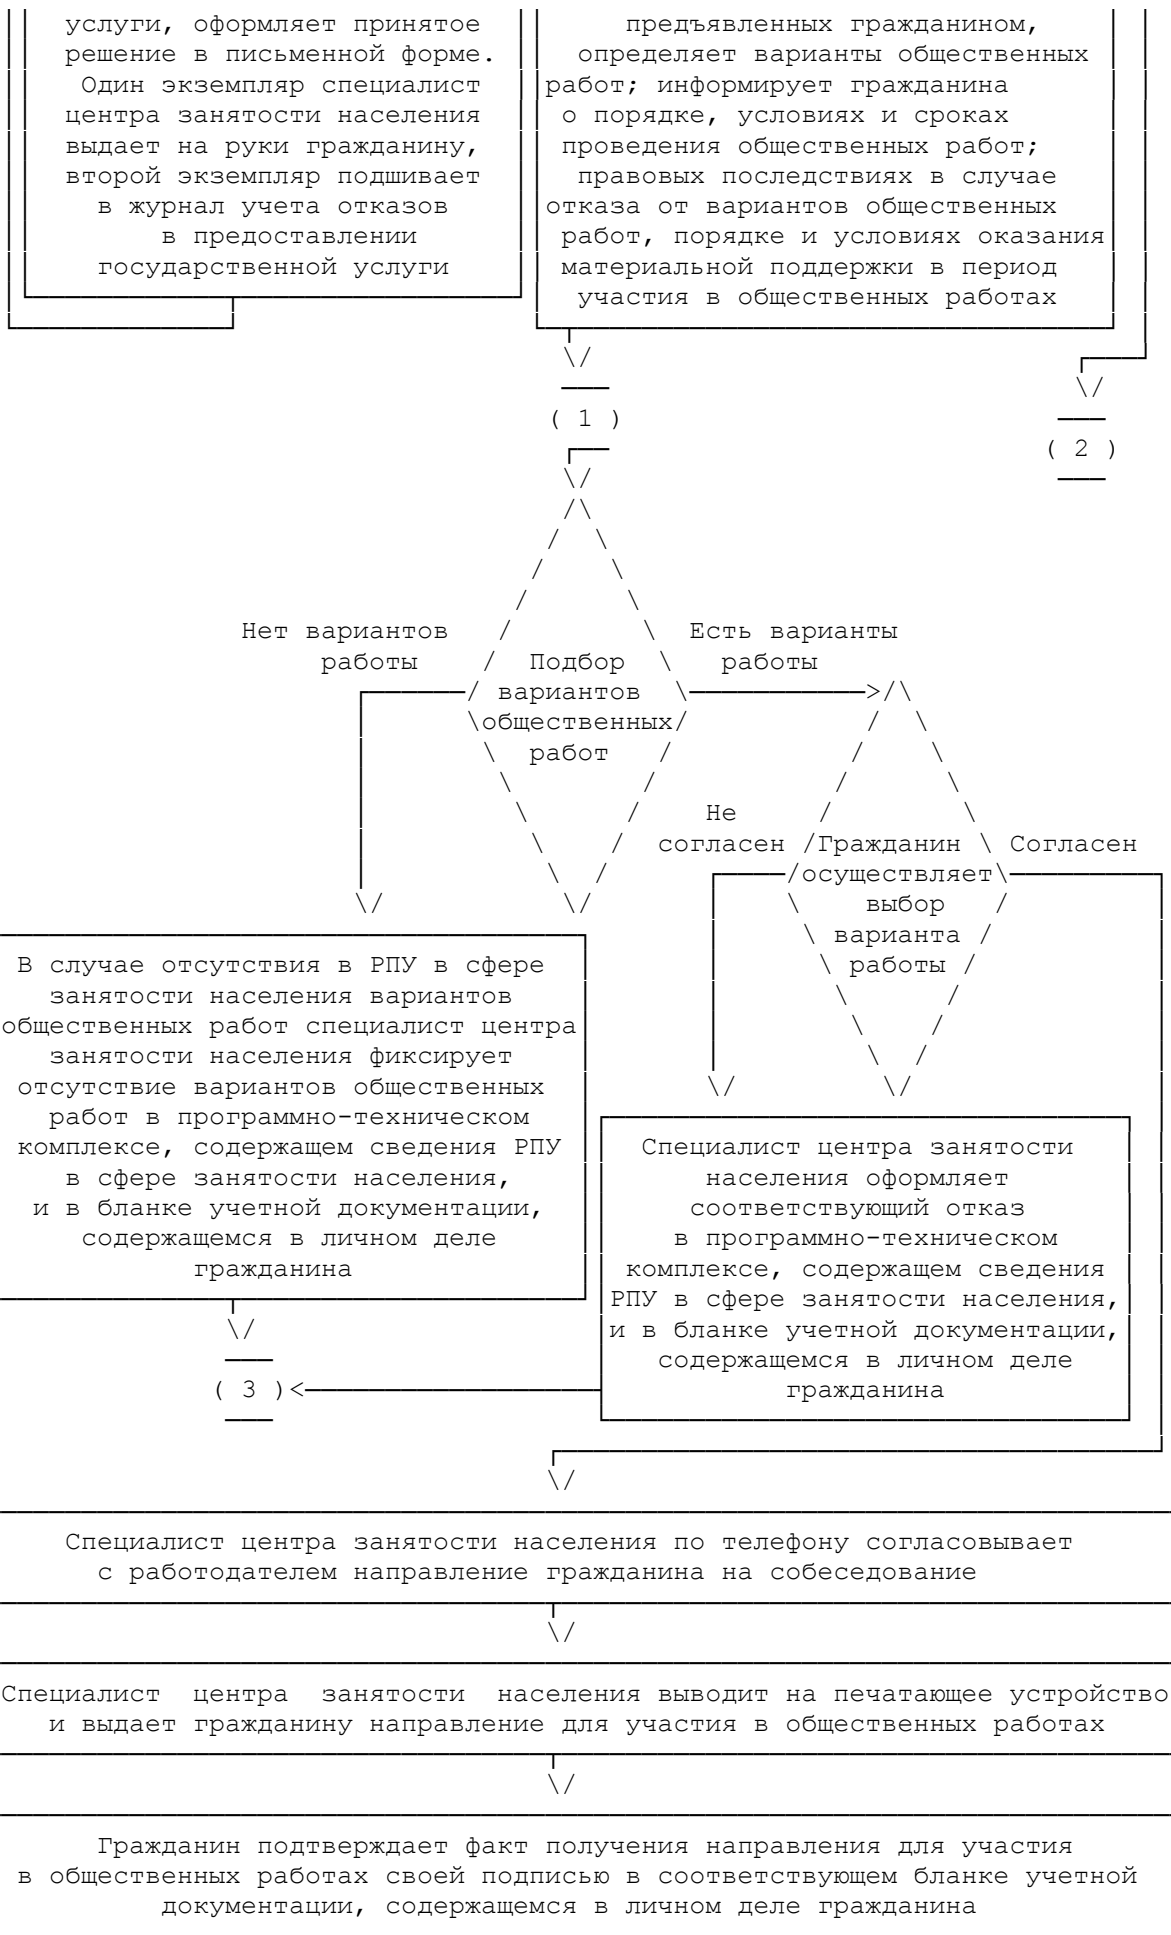 услуги, оформляет принятое
решение в письменной форме.
Один экземпляр специалист
центра занятости населения
выдает на руки гражданину,
второй экземпляр подшивает
в журнал учета отказов
в предоставлении
государственной услуги
предъявленных гражданином,
определяет варианты общественных
работ; информирует гражданина
о порядке, условиях и сроках
проведения общественных работ;
правовых последствиях в случае
отказа от вариантов общественных
работ, порядке и условиях оказания
материальной поддержки в период
участия в общественных работах
( 1 )
( 2 )
Нет вариантов
работы
Подбор
вариантов
общественных
работ
Есть варианты
работы
Не
согласен
Гражданин
осуществляет
выбор
варианта
работы
Согласен
В случае отсутствия в РПУ в сфере
занятости населения вариантов
общественных работ специалист центра
занятости населения фиксирует
отсутствие вариантов общественных
работ в программно-техническом
комплексе, содержащем сведения РПУ
в сфере занятости населения,
и в бланке учетной документации,
содержащемся в личном деле
гражданина
Специалист центра занятости
населения оформляет
соответствующий отказ
в программно-техническом
комплексе, содержащем сведения
РПУ в сфере занятости населения,
и в бланке учетной документации,
содержащемся в личном деле
гражданина
( 3 )
Специалист центра занятости населения по телефону согласовывает
с работодателем направление гражданина на собеседование
Специалист центра занятости населения выводит на печатающее устройство
и выдает гражданину направление для участия в общественных работах
Гражданин подтверждает факт получения направления для участия
в общественных работах своей подписью в соответствующем бланке учетной
документации, содержащемся в личном деле гражданина